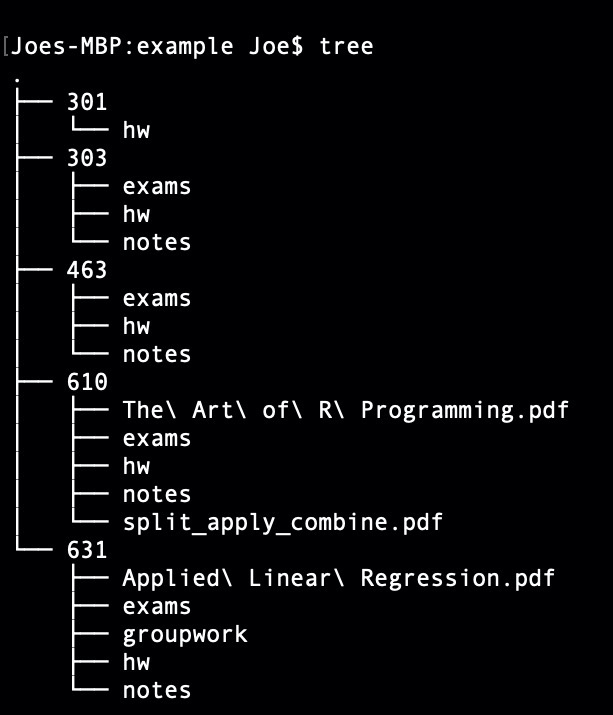 [Joes-MBP:example Joe$ tree
.
├── 301
│   └── hw
├── 303
│   ├── exams
│   ├── hw
│   └── notes
├── 463
│   ├── exams
│   ├── hw
│   └── notes
├── 610
│   ├── The\ Art\ of\ R\ Programming.pdf
│   ├── exams
│   ├── hw
│   ├── notes
│   └── split_apply_combine.pdf
└── 631
    ├── Applied\ Linear\ Regression.pdf
    ├── exams
    ├── groupwork
    ├── hw
    └── notes